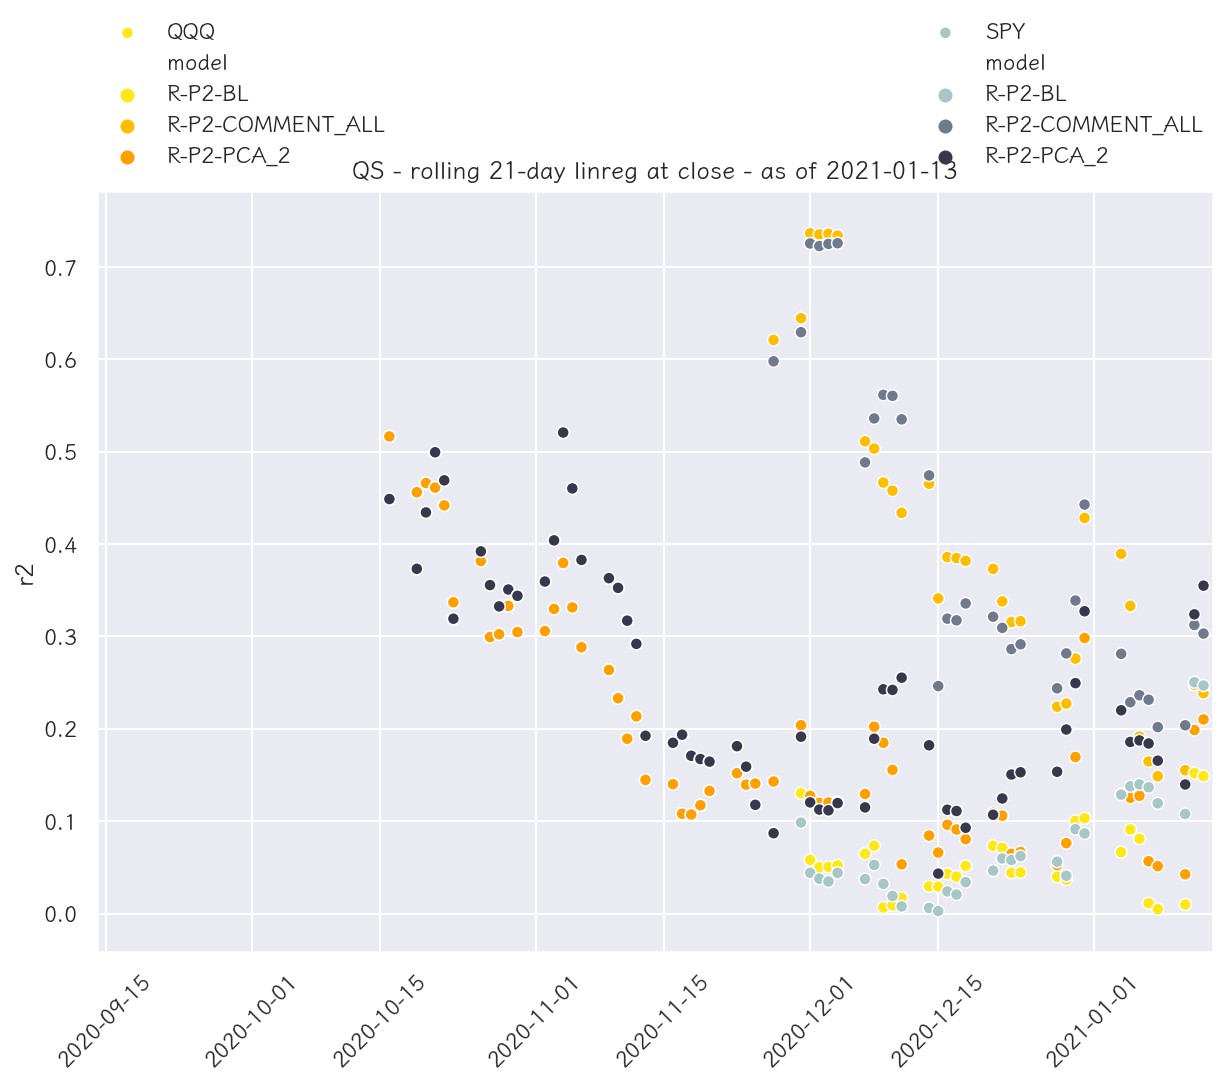 QQQ
model
R-P2-BL
R-P2-COMMENT_ALL
R-P2-PCA_2
SPY
model
R-P2-BL
R-P2-COMMENT_ALL
R-P2-PCA_2
QS - rolling 21-day linreg at close - as of 2021-01-13
r2
0.7
0.6
0.5
0.4
0.3
0.2
0.1
0.0
2020-09-15
2020-10-01
2020-10-15
2020-11-01
2020-11-15
2020-12-01
2020-12-15
2021-01-01